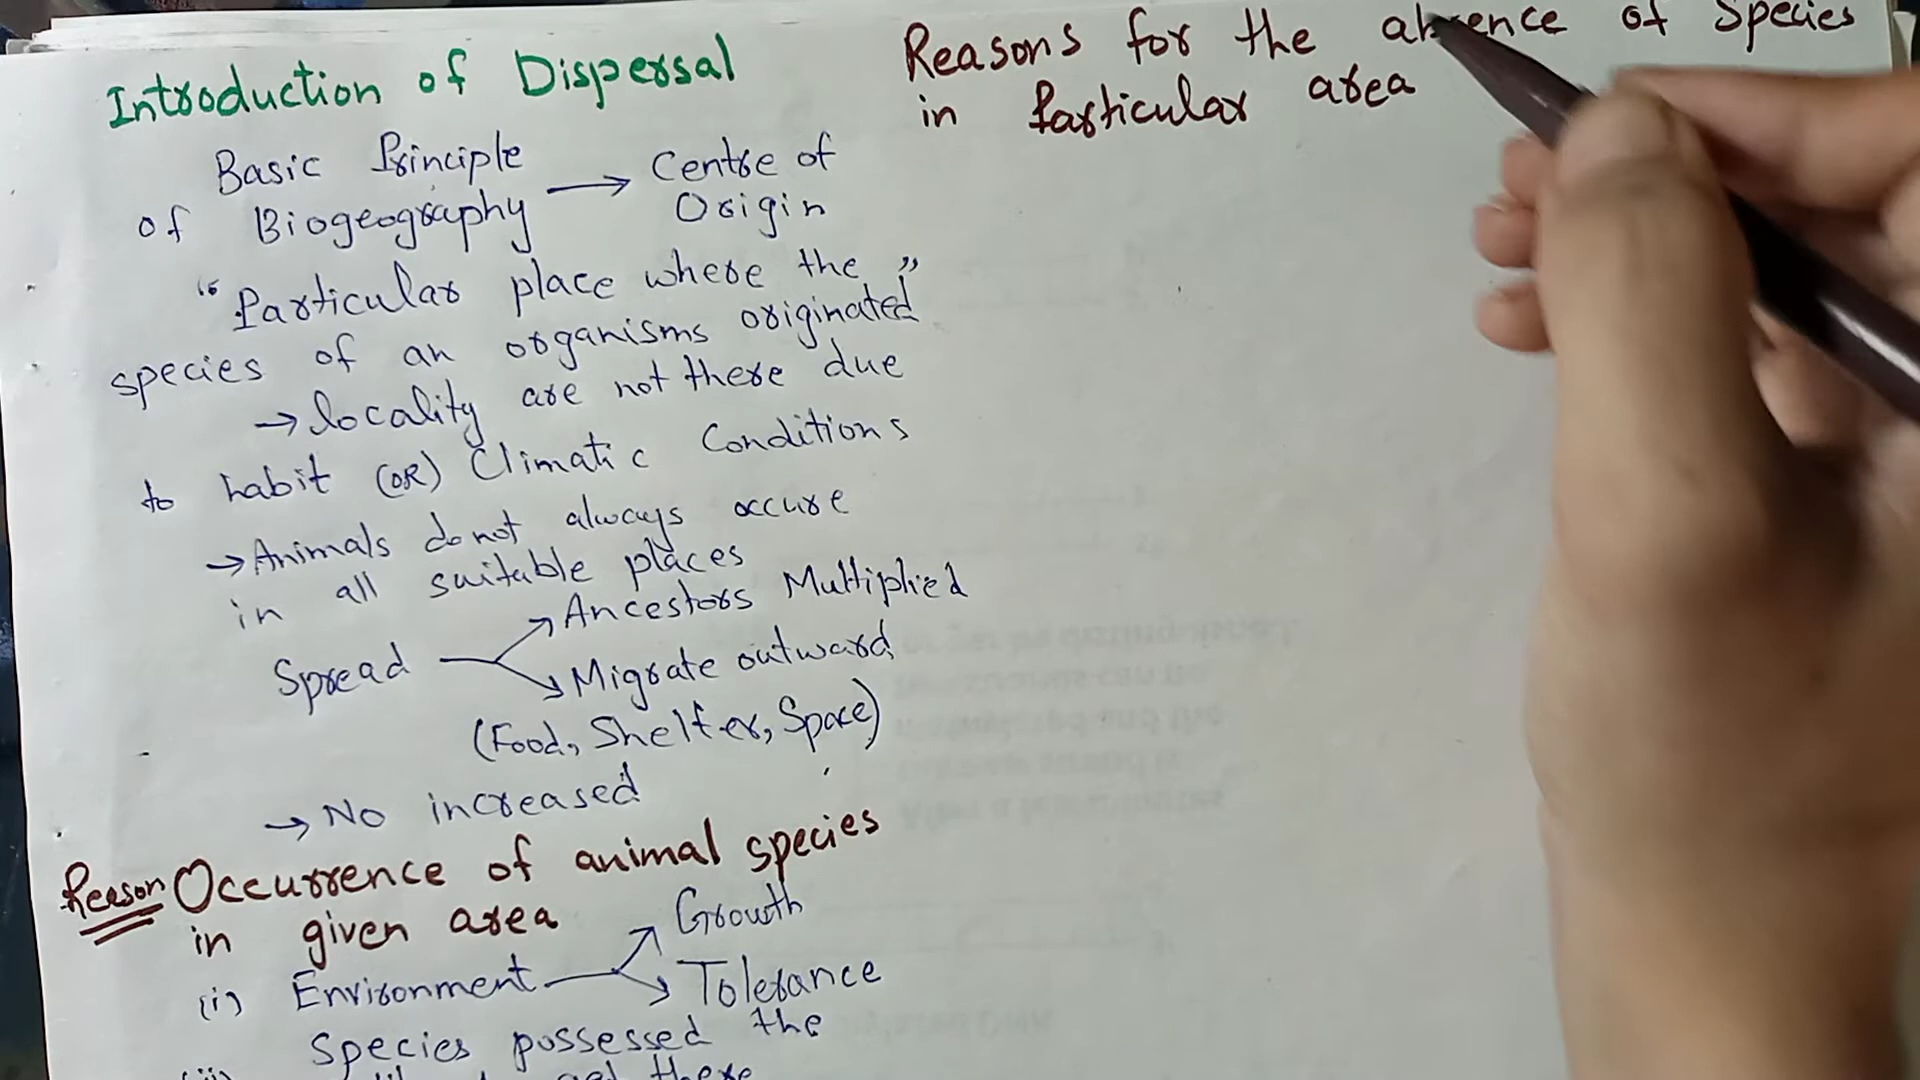 Introduction of Dispersal
Basic Principle → Centre of
of Biogeography Origin
"Particular place where the"
species of an organisms originated
→ locality are not there due
to habit (OR) Climatic Conditions
→ Animals do not always occure
in all suitable places
Spread → Ancestors Multiplied
→ Migrate outward
(Food, Shelter, Space)
→ No increased
Reason Occurrence of animal species
in given area
(i) Environment → Growth
→ Tolerance
Species possessed the
(ii) get there
Reasons for the absence of Species
in Particular area